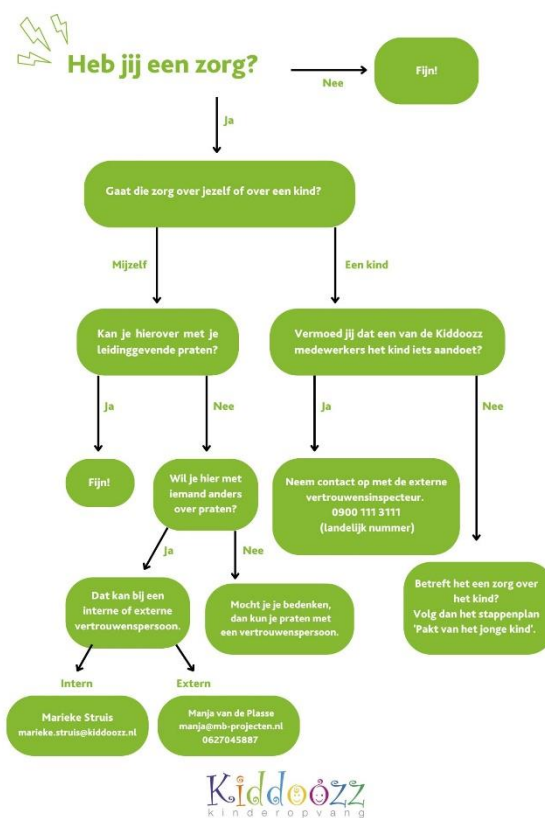 Heb jij een zorg?
Nee
Fijn!
Ja
Gaat die zorg over jezelf of over een kind?
Mijzelf
Een kind
Kan je hierover met je
leidinggevende praten?
Vermoed jij dat een van de Kiddoozz
medewerkers het kind iets aandoet?
Ja
Nee
Ja
Nee
Fijn!
Wil je hier met
iemand anders
over praten?
Neem contact op met de externe
vertrouwensinspecteur.
0900 111 3111
(landelijk nummer)
Ja
Nee
Dat kan bij een
interne of externe
vertrouwenspersoon.
Mocht je je bedenken,
dan kun je praten met
een vertrouwenspersoon.
Betreft het een zorg over
het kind?
Volg dan het stappenplan
'Pakt van het jonge kind'.
Intern
Extern
Marieke Struis
marieke.struis@kiddoozz.nl
Manja van de Plasse
manja@mb-projecten.nl
0627045887
Kiddoozz
kinderopvang